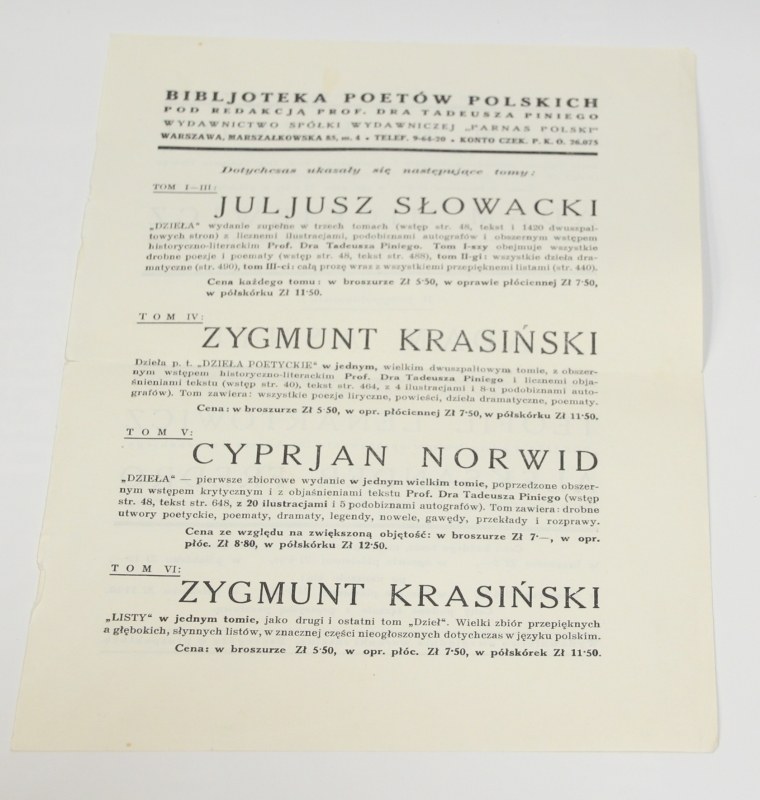 BIBLJOTEKA POETÓW POLSKICH
POD REDAKCJĄ PROF. DRA TADEUSZA PINIEGO
WYDAWNICTWO SPÓŁKI WYDAWNICZEJ „PARNAS POLSKI"
WARSZAWA, MARSZAŁKOWSKA 85, m. 4 • TELEF. 9-64-20 • KONTO CZEK. P. K. O. 26.075
Dotychczas ukazały się następujące tomy:
TOM I—III:
JULJUSZ SŁOWACKI
„DZIEŁA" wydanie zupełne w trzech tomach (wstęp str. 48, tekst i 1420 dwuszpal-
towych stron) z licznemi ilustracjami, podobiznami autografów i obszernym wstępem
historyczno-literackim Prof. Dra Tadeusza Piniego. Tom I-szy obejmuje wszystkie
drobne poezje i poematy (wstęp str. 48, tekst str. 488), tom II-gi: wszystkie dzieła dra-
matyczne (str. 490), tom III-ci: całą prozę wraz z wszystkiemi przepięknemi listami (str. 440).
Cena każdego tomu: w broszurze Zł 5·50, w oprawie płóciennej Zł 7·50,
w półskórku Zł 11·50.
TOM IV:
ZYGMUNT KRASIŃSKI
Dzieła p. t. „DZIEŁA POETYCKIE" w jednym, wielkim dwuszpaltowym tomie, z obszer-
nym wstępem historyczno-literackim Prof. Dra Tadeusza Piniego i licznemi obja-
śnieniami tekstu (wstęp str. 40), tekst str. 464, z 4 ilustracjami i 8-u podobiznami auto-
grafów). Tom zawiera: wszystkie poezje liryczne, powieści, dzieła dramatyczne, poematy.
Cena: w broszurze Zł 5·50, w opr. płóciennej Zł 7·50, w półskórku Zł 11·50.
TOM V:
CYPRJAN NORWID
„DZIEŁA" — pierwsze zbiorowe wydanie w jednym wielkim tomie, poprzedzone obszer-
nym wstępem krytycznym i z objaśnieniami tekstu Prof. Dra Tadeusza Piniego (wstęp
str. 48, tekst str. 648, z 20 ilustracjami i 5 podobiznami autografów). Tom zawiera: drobne
utwory poetyckie, poematy, dramaty, legendy, nowele, gawędy, przekłady i rozprawy.
Cena ze względu na zwiększoną objętość: w broszurze Zł 7·—, w opr.
płóc. Zł 8·80, w półskórku Zł 12·50.
TOM VI:
ZYGMUNT KRASIŃSKI
„LISTY" w jednym tomie, jako drugi i ostatni tom „Dzieł". Wielki zbiór przepięknych
a głębokich, słynnych listów, w znacznej części nieogłoszonych dotychczas w języku polskim.
Cena: w broszurze Zł 5·50, w opr. płóc. Zł 7·50, w półskórek Zł 11·50.